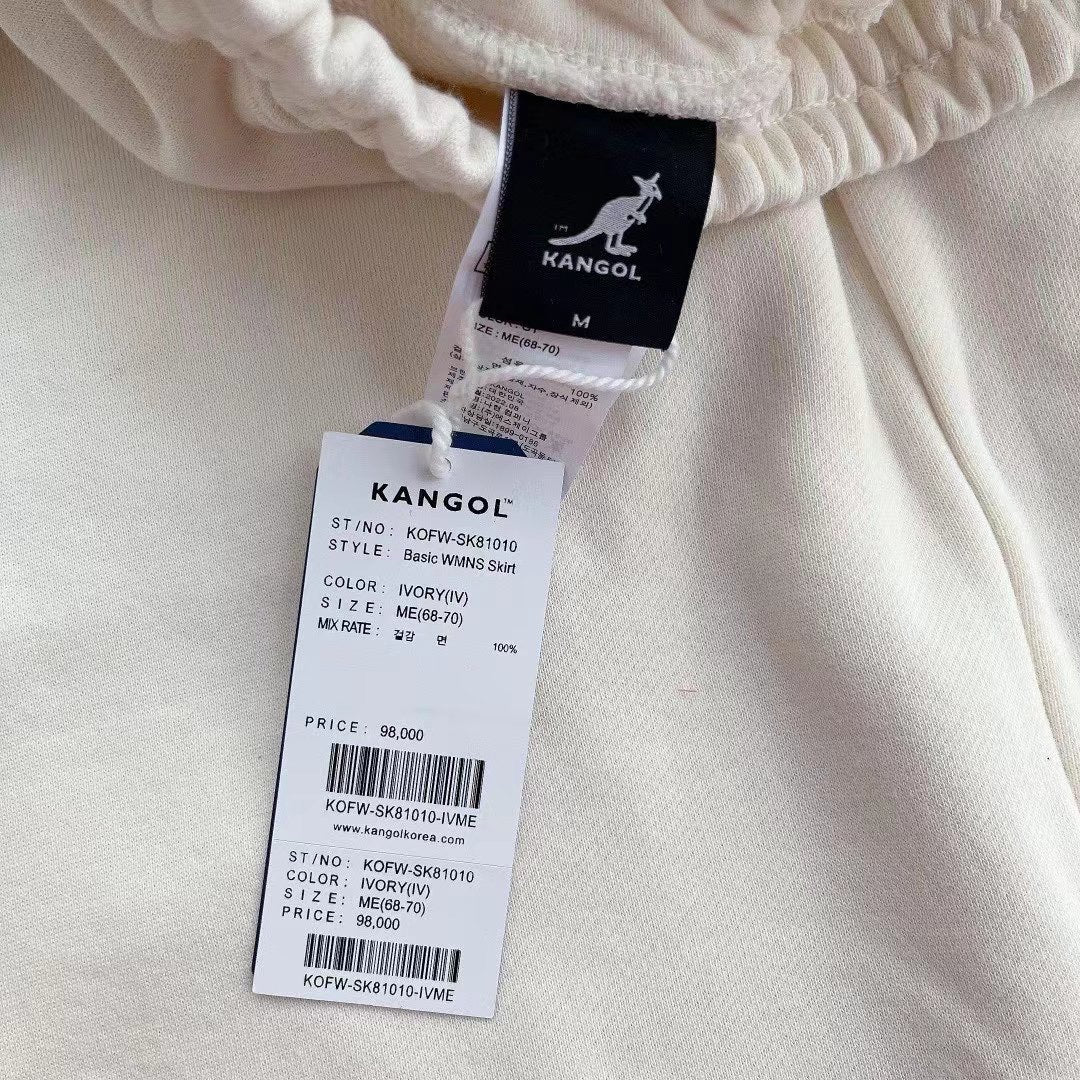 TM
KANGOL
M
IZE : ME(68-70)
100%
KANGOL
KANGOL™
ST/NO : KOFW-SK81010
STYLE : Basic WMNS Skirt
COLOR : IVORY(IV)
SIZE : ME(68-70)
MIX RATE : 겉감 면 100%
PRICE : 98,000
KOFW-SK81010-IVME
www.kangolkorea.com
ST/NO : KOFW-SK81010
COLOR : IVORY(IV)
SIZE : ME(68-70)
PRICE : 98,000
KOFW-SK81010-IVME